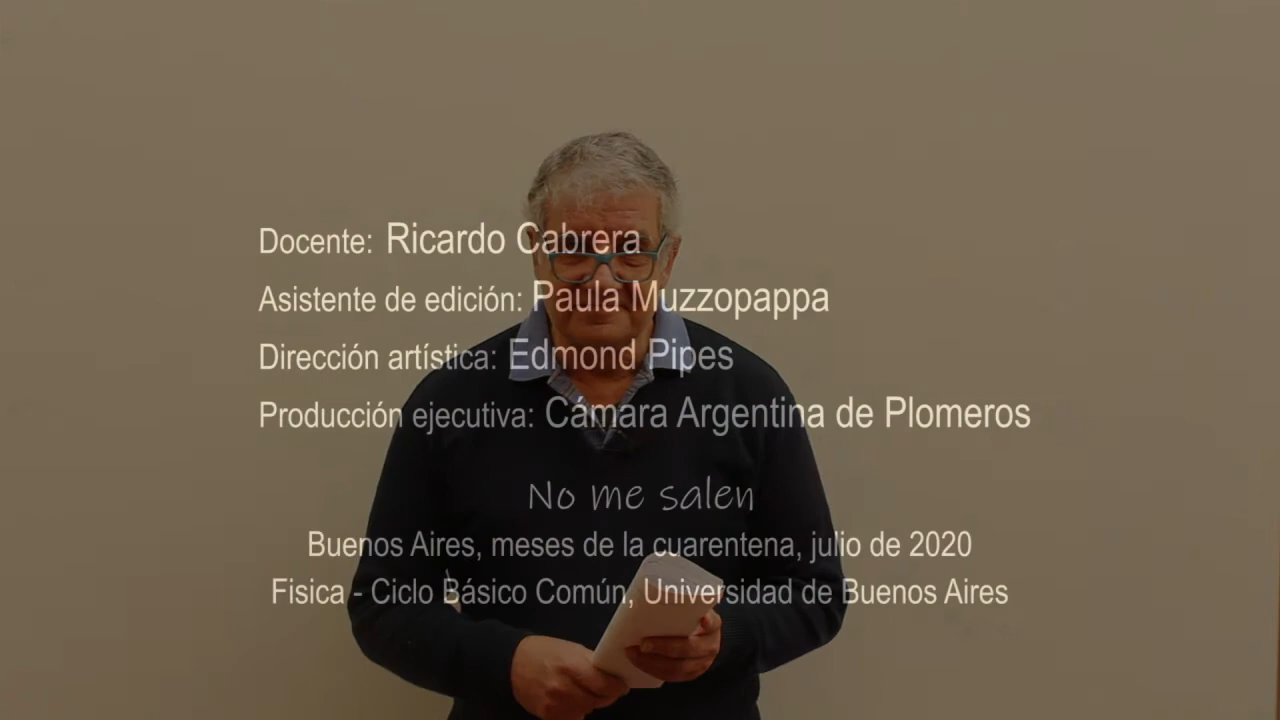 Docente: Ricardo Cabrera
Asistente de edición: Paula Muzzopappa
Dirección artística: Edmond Pipes
Producción ejecutiva: Cámara Argentina de Plomeros
No me salen
Buenos Aires, meses de la cuarentena, julio de 2020
Fisica - Ciclo Básico Común, Universidad de Buenos Aires